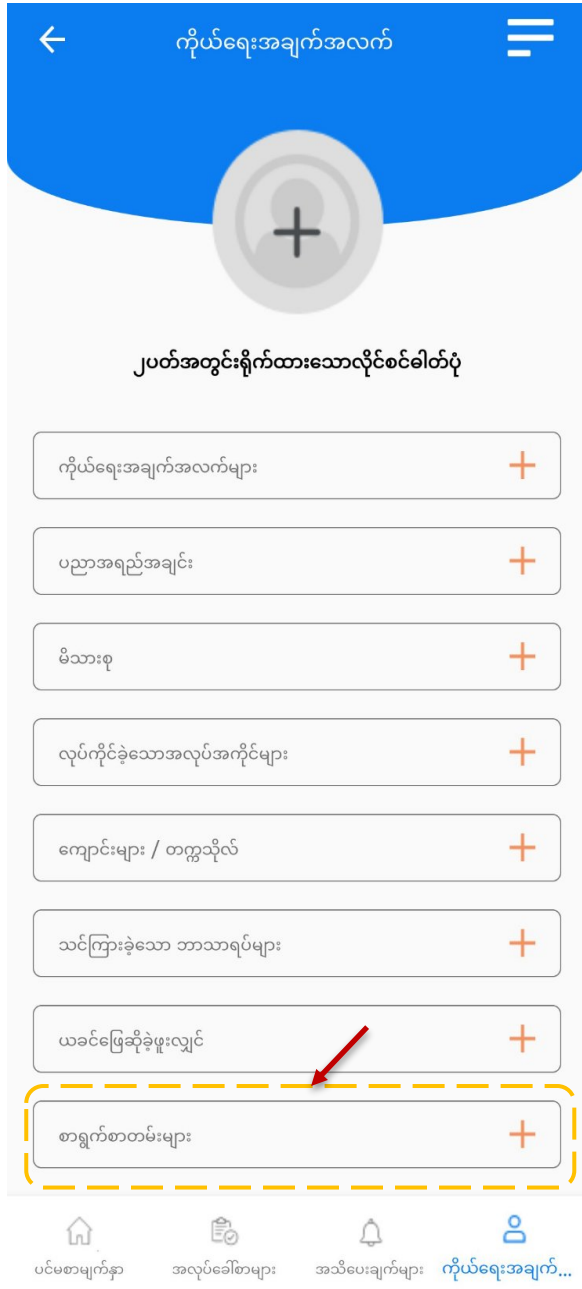 ကိုယ်ရေးအချက်အလက်
၂ပတ်အတွင်းရိုက်ထားသောလိုင်စင်ဓါတ်ပုံ
ကိုယ်ရေးအချက်အလက်များ
ပညာအရည်အချင်း
မိသားစု
လုပ်ကိုင်ခဲ့သောအလုပ်အကိုင်များ
ကျောင်းများ / တက္ကသိုလ်
သင်ကြားခဲ့သော ဘာသာရပ်များ
ယခင်ဖြေဆိုခဲ့ဖူးလျှင်
စာရွက်စာတမ်းများ
ပင်မစာမျက်နှာ
အလုပ်ခေါ်စာများ
အသိပေးချက်များ
ကိုယ်ရေးအချက်...